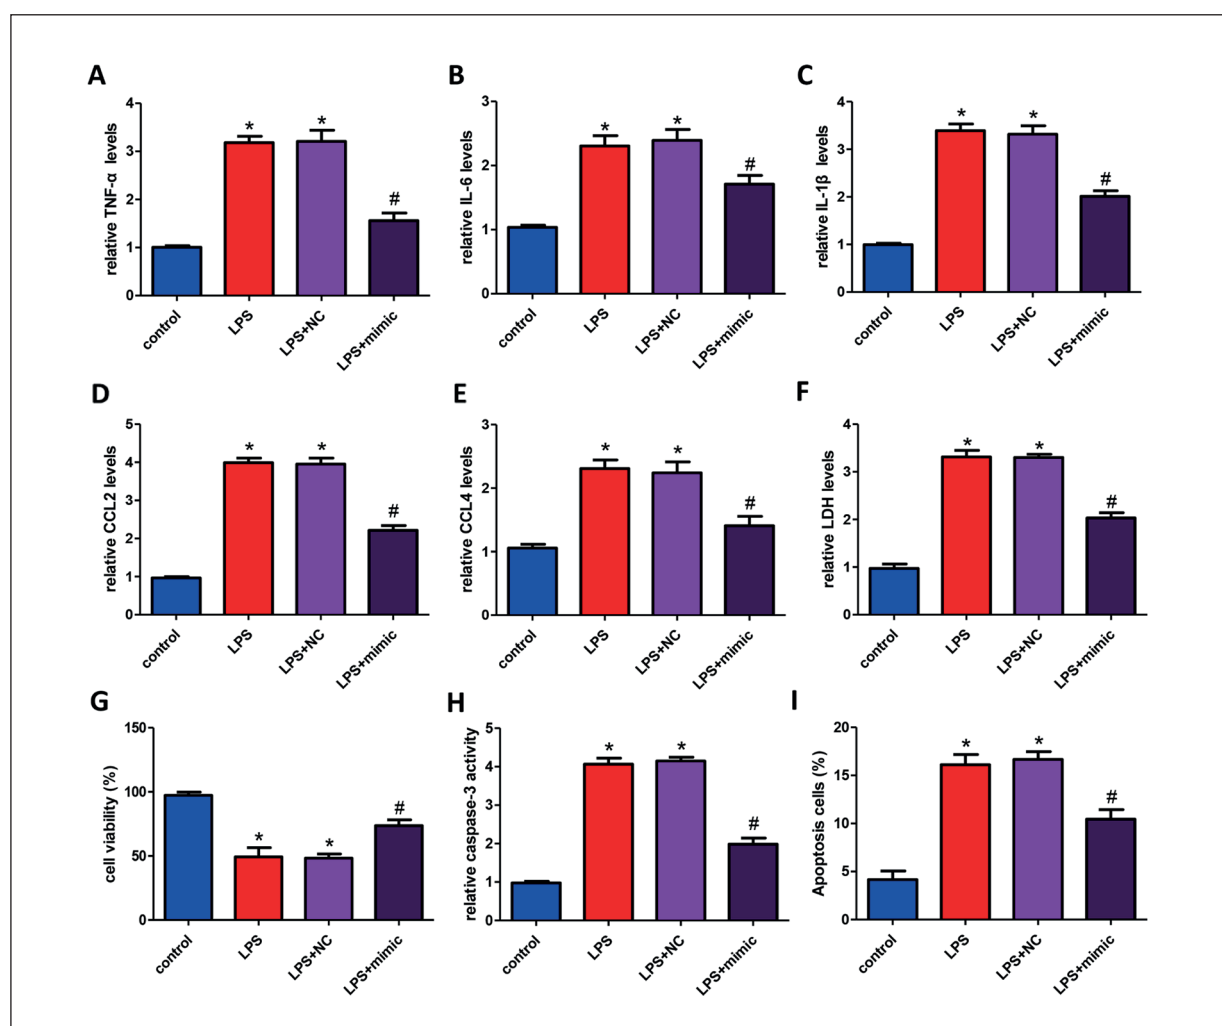 A
relative TNF-α levels
4
3
2
1
0
*
*
#
control
LPS
LPS+NC
LPS+mimic
B
relative IL-6 levels
3
2
1
0
*
*
#
control
LPS
LPS+NC
LPS+mimic
C
relative IL-1β levels
4
3
2
1
0
*
*
#
control
LPS
LPS+NC
LPS+mimic
D
relative CCL2 levels
5
4
3
2
1
0
*
*
#
control
LPS
LPS+NC
LPS+mimic
E
relative CCL4 levels
3
2
1
0
*
*
#
control
LPS
LPS+NC
LPS+mimic
F
relative LDH levels
4
3
2
1
0
*
*
#
control
LPS
LPS+NC
LPS+mimic
G
cell viability (%)
150
100
50
0
*
*
#
control
LPS
LPS+NC
LPS+mimic
H
relative caspase-3 activity
5
4
3
2
1
0
*
*
#
control
LPS
LPS+NC
LPS+mimic
I
Apoptosis cells (%)
20
15
10
5
0
*
*
#
control
LPS
LPS+NC
LPS+mimic